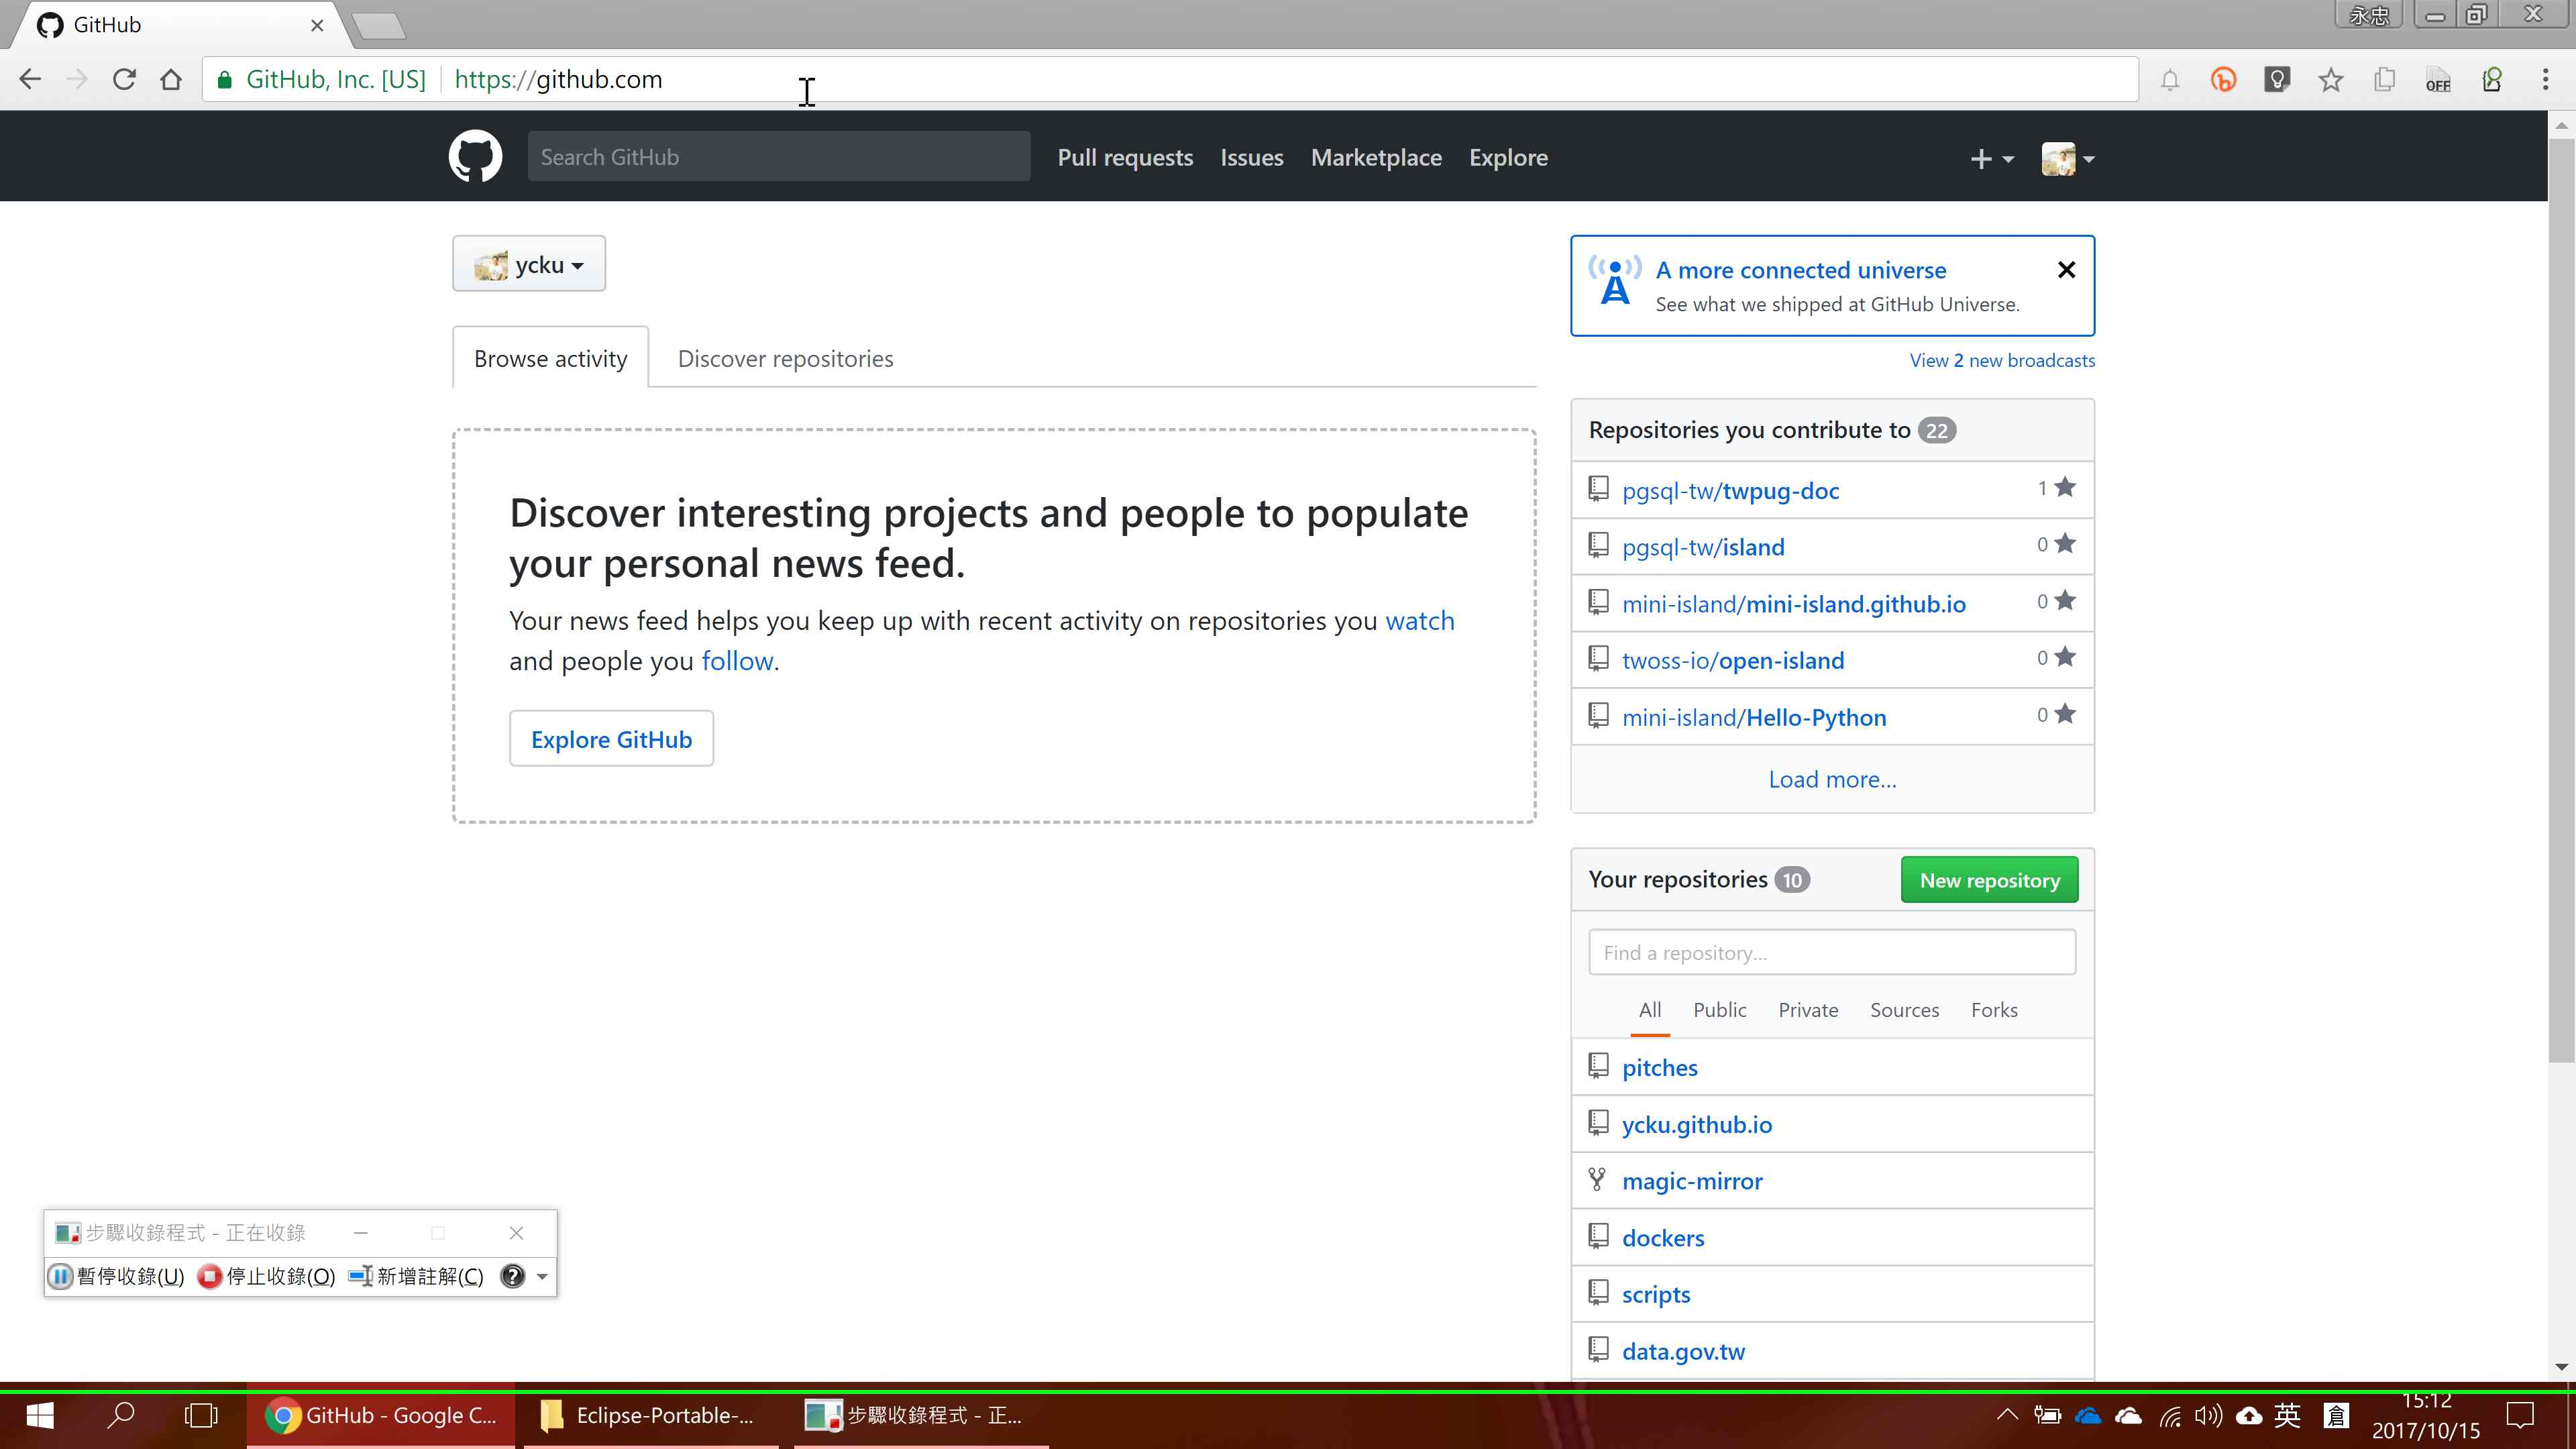 GitHub
永忠
GitHub, Inc. [US] https://github.com
OFF
Search GitHub
Pull requests Issues Marketplace Explore
ycku
A more connected universe
See what we shipped at GitHub Universe.
View 2 new broadcasts
Browse activity Discover repositories
Discover interesting projects and people to populate
your personal news feed.
Your news feed helps you keep up with recent activity on repositories you watch
and people you follow.
Explore GitHub
Repositories you contribute to 22
pgsql-tw/twpug-doc 1
pgsql-tw/island 0
mini-island/mini-island.github.io 0
twoss-io/open-island 0
mini-island/Hello-Python 0
Load more...
Your repositories 10 New repository
Find a repository...
All Public Private Sources Forks
pitches
ycku.github.io
magic-mirror
dockers
scripts
data.gov.tw
步驟收錄程式 - 正在收錄
暫停收錄(U) 停止收錄(O) 新增註解(C)
GitHub - Google C... Eclipse-Portable-... 步驟收錄程式 - 正...
英 倉
15:12
2017/10/15